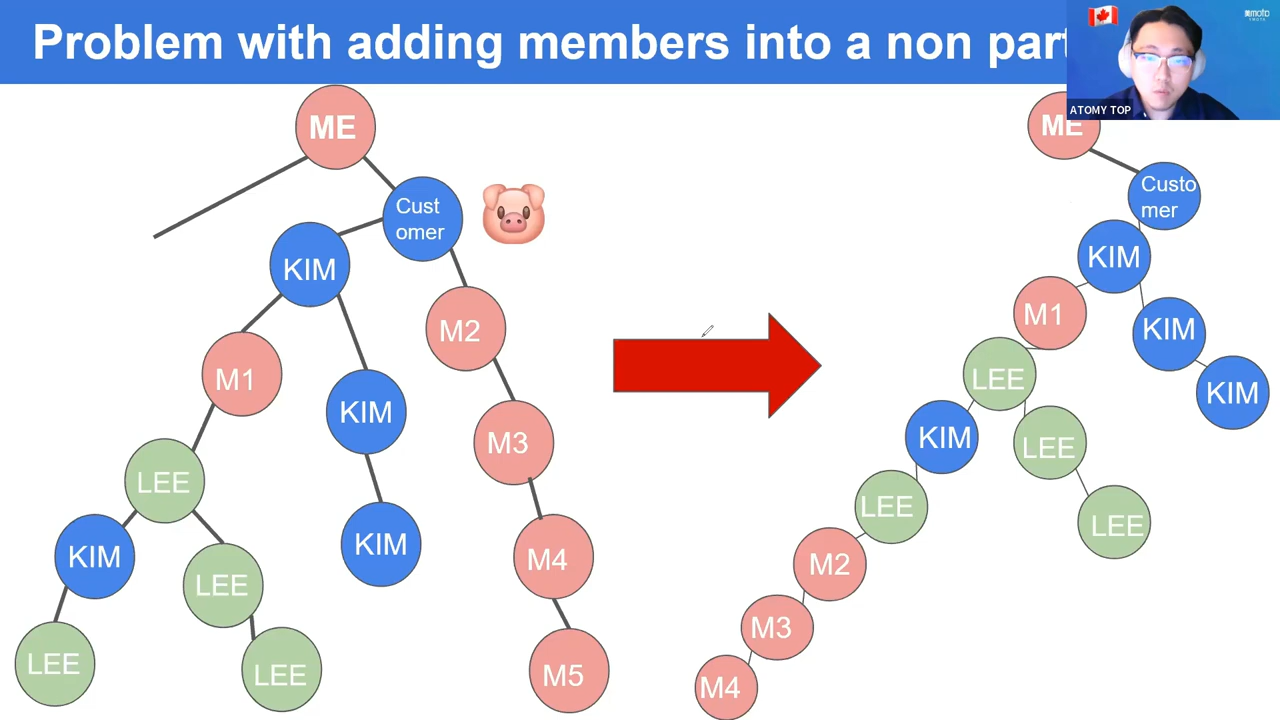 Problem with adding members into a non part
ATOMY TOP
ME
Cust
omer
KIM
M2
M1
KIM
M3
LEE
KIM
M4
KIM
LEE
LEE
LEE
M5
ME
Custo
mer
KIM
M1
KIM
LEE
KIM
KIM
LEE
LEE
LEE
M2
M3
M4